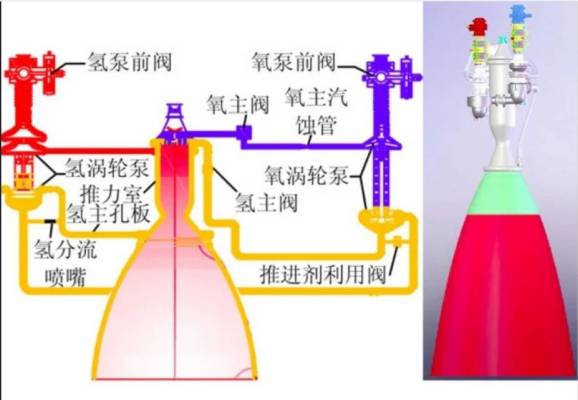 氢泵前阀
氧泵前阀
氧主阀
氧主汽
蚀管
氢涡轮泵
推力室
氢主孔板
氢分流
喷嘴
氢主阀
氧涡轮泵
推进剂利用阀